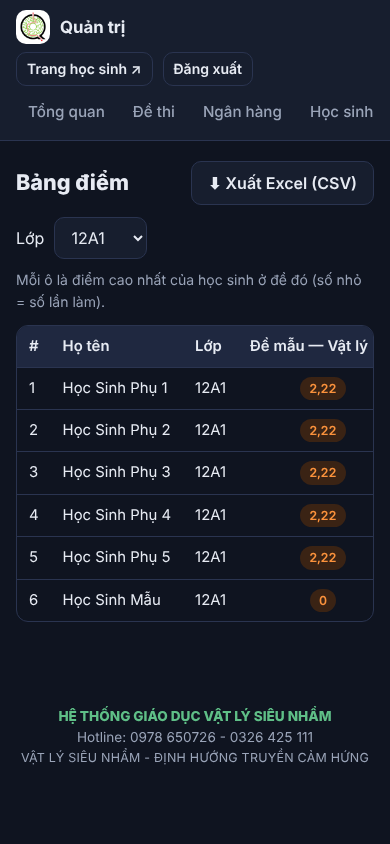 Quản trị
Trang học sinh ↗ Đăng xuất
Tổng quan Đề thi Ngân hàng Học sinh
Bảng điểm
⬇ Xuất Excel (CSV)
Lớp 12A1
Mỗi ô là điểm cao nhất của học sinh ở đề đó (số nhỏ
= số lần làm).
# Họ tên Lớp Đề mẫu — Vật lý
1 Học Sinh Phụ 1 12A1 2,22
2 Học Sinh Phụ 2 12A1 2,22
3 Học Sinh Phụ 3 12A1 2,22
4 Học Sinh Phụ 4 12A1 2,22
5 Học Sinh Phụ 5 12A1 2,22
6 Học Sinh Mẫu 12A1 0
HỆ THỐNG GIÁO DỤC VẬT LÝ SIÊU NHẨM
Hotline: 0978 650726 - 0326 425 111
VẬT LÝ SIÊU NHẨM - ĐỊNH HƯỚNG TRUYỀN CẢM HỨNG